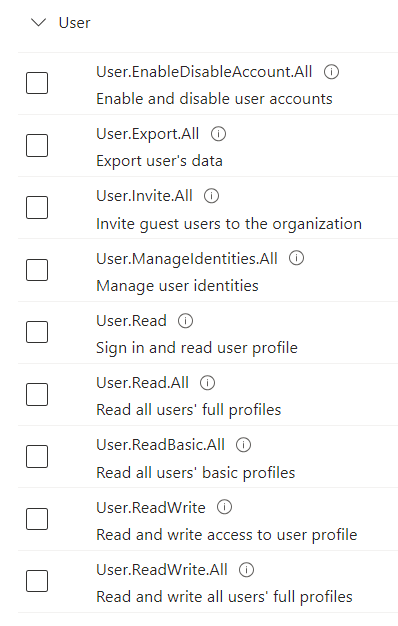 User
User.EnableDisableAccount.All
Enable and disable user accounts
User.Export.All
Export user's data
User.Invite.All
Invite guest users to the organization
User.ManageIdentities.All
Manage user identities
User.Read
Sign in and read user profile
User.Read.All
Read all users' full profiles
User.ReadBasic.All
Read all users' basic profiles
User.ReadWrite
Read and write access to user profile
User.ReadWrite.All
Read and write all users' full profiles